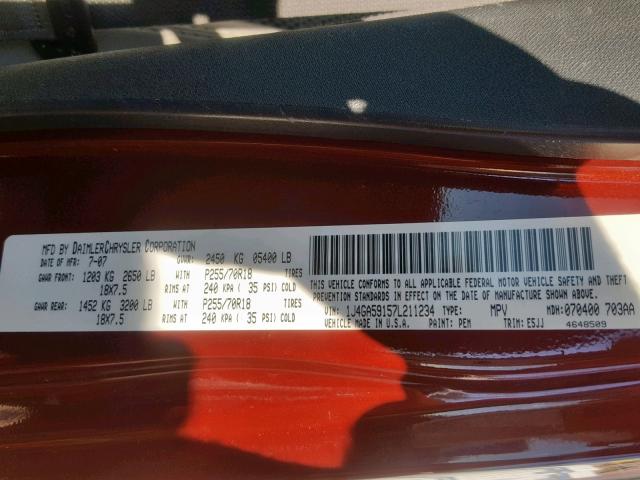 MFD BY DAIMLERCHRYSLER CORPORATION
DATE OF MFR: 7-07 GVWR: 2450 KG 05400 LB
GAWR FRONT: 1203 KG 2650 LB WITH P255/70R18 TIRES
18X7.5 RIMS AT 240 KPA ( 35 PSI) COLD
GAWR REAR: 1452 KG 3200 LB WITH P255/70R18 TIRES
18X7.5 RIMS AT 240 KPA ( 35 PSI) COLD
THIS VEHICLE CONFORMS TO ALL APPLICABLE FEDERAL MOTOR VEHICLE SAFETY AND THEFT
PREVENTION STANDARDS IN EFFECT ON THE DATE OF MANUFACTURE SHOWN ABOVE.
VIN: 1J4GA59157L211234 TYPE: MPV MDH: 070400 703AA
VEHICLE MADE IN U.S.A. PAINT: PEM TRIM: E5JJ 4648509